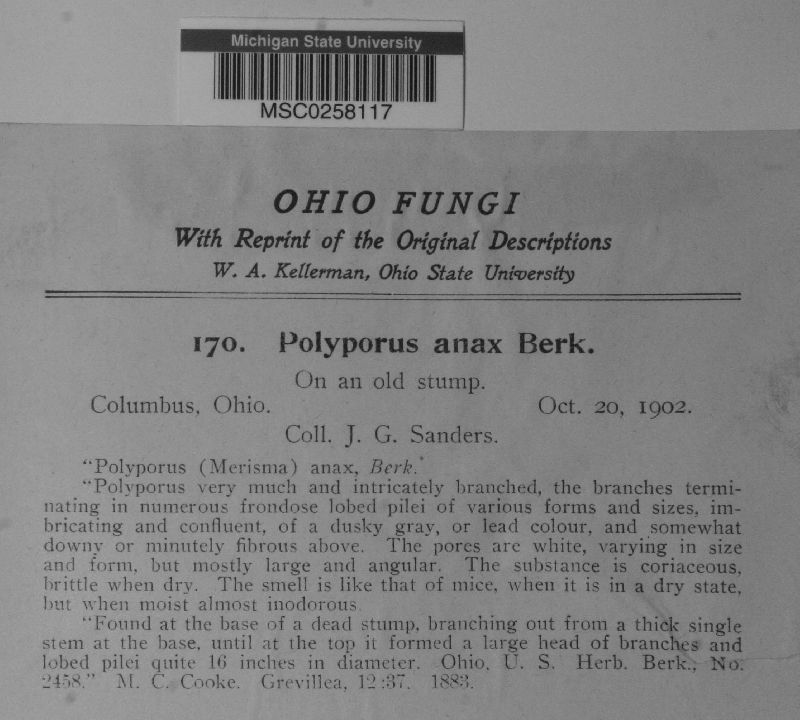 Michigan State University
MSC0258117
OHIO FUNGI
With Reprint of the Original Descriptions
W. A. Kellerman, Ohio State University
170. Polyporus anax Berk.
On an old stump.
Columbus, Ohio. Oct. 20, 1902.
Coll. J. G. Sanders.
“Polyporus (Merisma) anax, Berk.
“Polyporus very much and intricately branched, the branches termi-
nating in numerous frondose lobed pilei of various forms and sizes, im-
bricating and confluent, of a dusky gray, or lead colour, and somewhat
downy or minutely fibrous above. The pores are white, varying in size
and form, but mostly large and angular. The substance is coriaceous,
brittle when dry. The smell is like that of mice, when it is in a dry state,
but when moist almost inodorous.
“Found at the base of a dead stump, branching out from a thick single
stem at the base, until at the top it formed a large head of branches and
lobed pilei quite 16 inches in diameter. Ohio, U. S. Herb. Berk., No.
2458.” M. C. Cooke. Grevillea, 12:37. 1883.